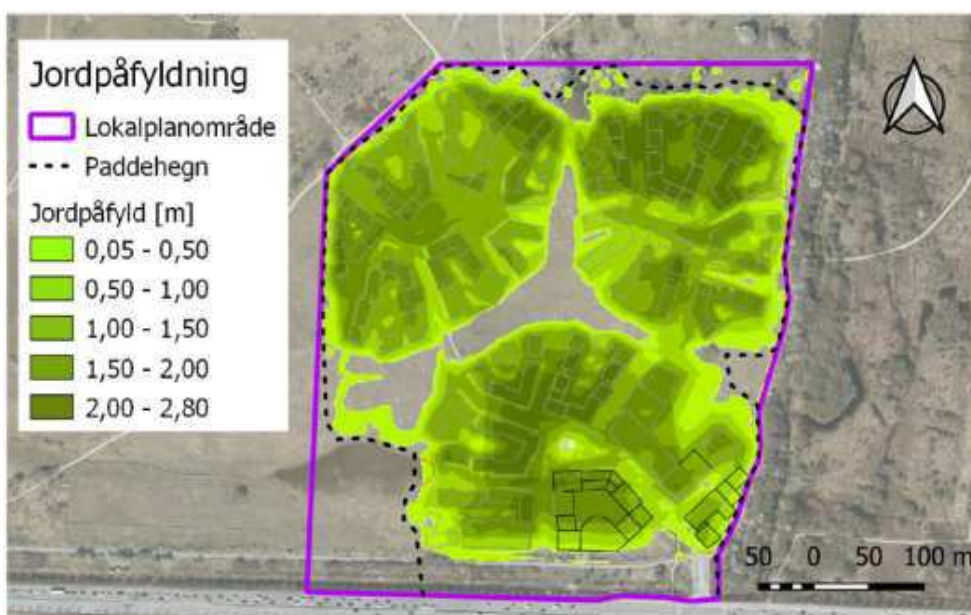 Jordpåfyldning
Lokalplanområde
Paddehegn
Jordpåfyld [m]
0,05 - 0,50
0,50 - 1,00
1,00 - 1,50
1,50 - 2,00
2,00 - 2,80
50 0 50 100 m